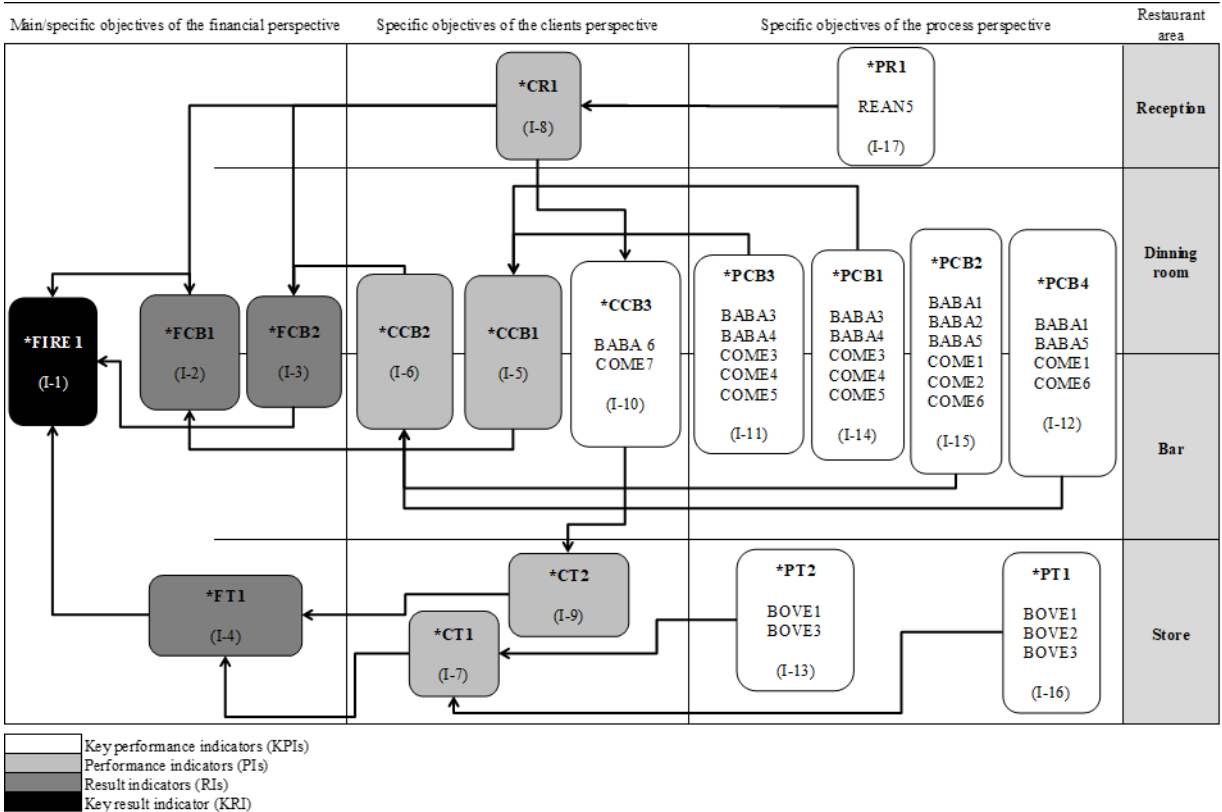 Main/specific objectives of the financial perspective
Specific objectives of the clients perspective
Specific objectives of the process perspective
Restaurant
area
*CR1
(I-8)
*PR1
REAN5
(I-17)
Reception
*FIRE 1
(I-1)
*FCB1
(I-2)
*FCB2
(I-3)
*CCB2
(I-6)
*CCB1
(I-5)
*CCB3
BABA 6
COME7
(I-10)
*PCB3
BABA3
BABA4
COME3
COME4
COME5
(I-11)
*PCB1
BABA3
BABA4
COME3
COME4
COME5
(I-14)
*PCB2
BABA1
BABA2
BABA5
COME1
COME2
COME6
(I-15)
*PCB4
BABA1
BABA5
COME1
COME6
(I-12)
Dinning
room
Bar
*FT1
(I-4)
*CT1
(I-7)
*CT2
(I-9)
*PT2
BOVE1
BOVE3
(I-13)
*PT1
BOVE1
BOVE2
BOVE3
(I-16)
Store
Key performance indicators (KPIs)
Performance indicators (PIs)
Result indicators (RIs)
Key result indicator (KRI)